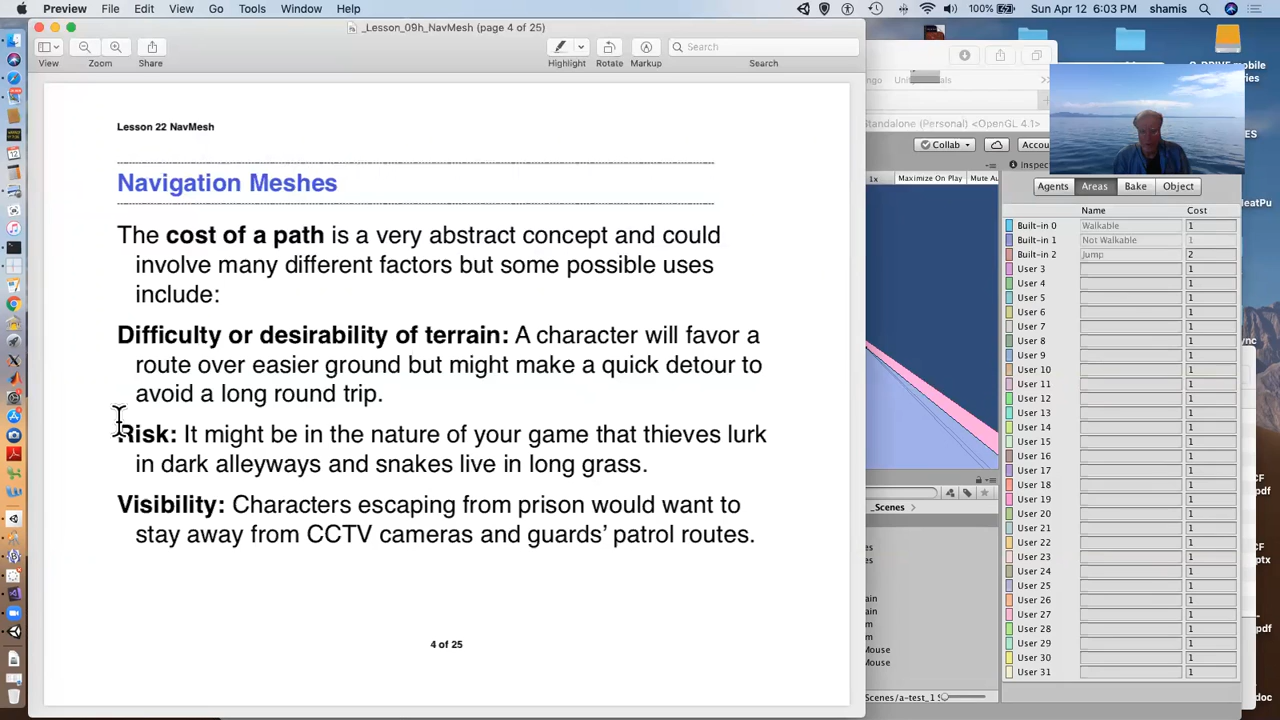 Preview File Edit View Go Tools Window Help
100% Sun Apr 12 6:03 PM shamis
_Lesson_09h_NavMesh (page 4 of 25)
View Zoom Share Highlight Rotate Markup Search
Search
Lesson 22 NavMesh
Navigation Meshes
The cost of a path is a very abstract concept and could
involve many different factors but some possible uses
include:
Difficulty or desirability of terrain: A character will favor a
route over easier ground but might make a quick detour to
avoid a long round trip.
Risk: It might be in the nature of your game that thieves lurk
in dark alleyways and snakes live in long grass.
Visibility: Characters escaping from prison would want to
stay away from CCTV cameras and guards’ patrol routes.
4 of 25
Standalone (Personal) <OpenGL 4.1>
Collab
Accou
1x Maximize On Play Mute Au
Inspec
Agents Areas Bake Object
Name Cost
Built-in 0 Walkable 1
Built-in 1 Not Walkable 1
Built-in 2 Jump 2
User 3 1
User 4 1
User 5 1
User 6 1
User 7 1
User 8 1
User 9 1
User 10 1
User 11 1
User 12 1
User 13 1
User 14 1
User 15 1
User 16 1
User 17 1
User 18 1
User 19 1
User 20 1
User 21 1
User 22 1
User 23 1
User 24 1
User 25 1
User 26 1
User 27 1
User 28 1
User 29 1
User 30 1
User 31 1
_Scenes >
Mouse
Mouse
Scenes/a-test_1